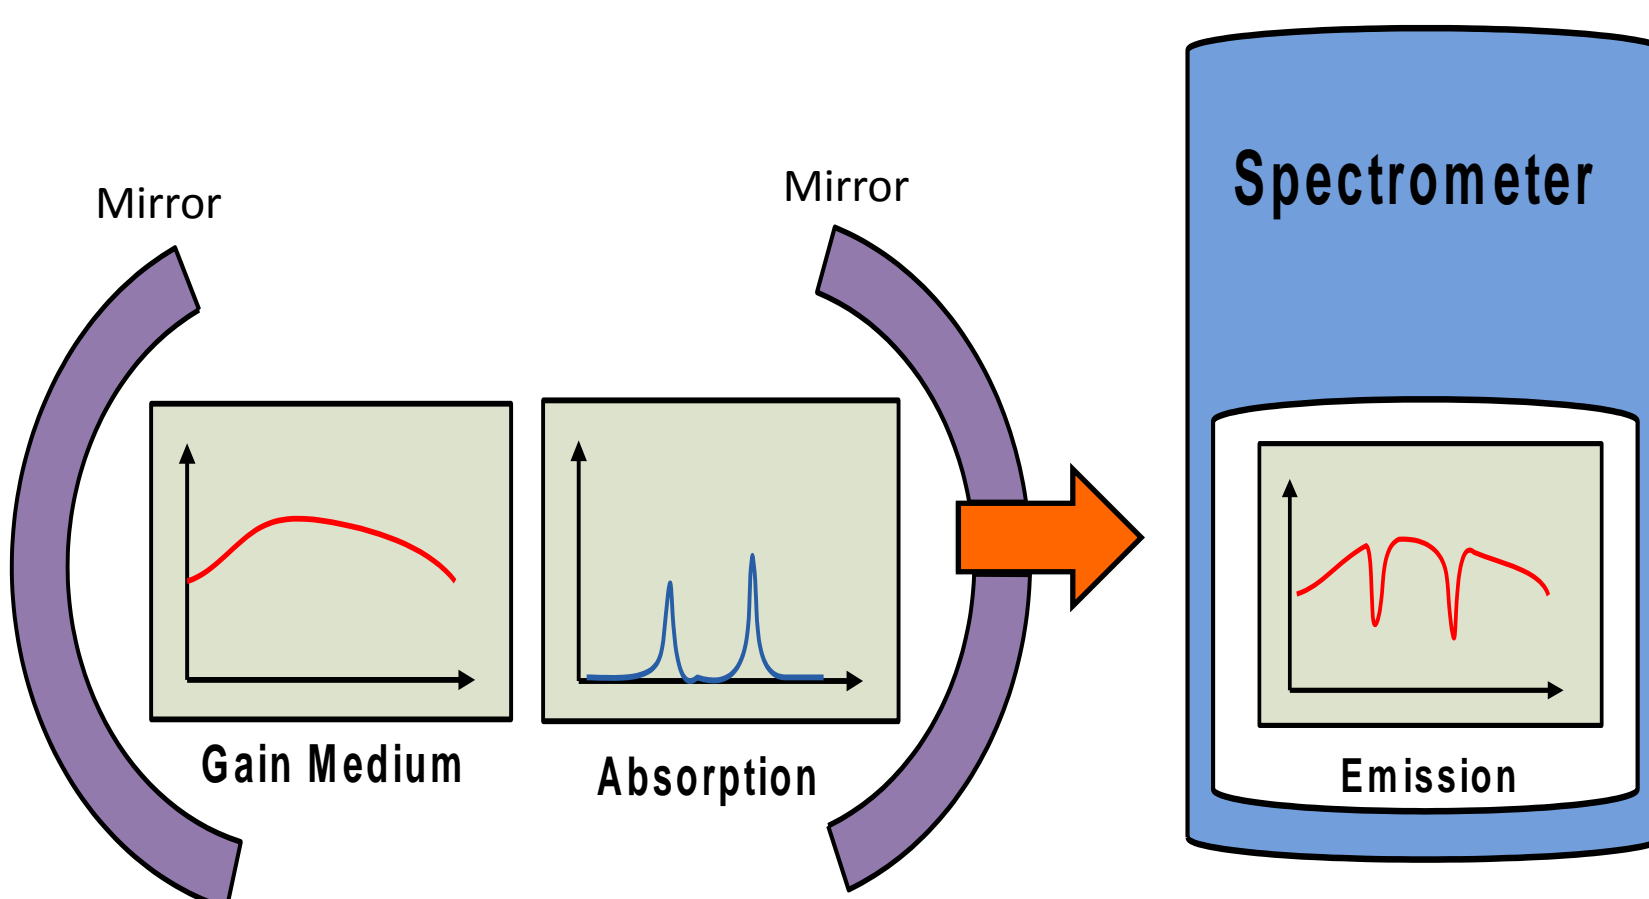 Mirror
Mirror
Spectrometer
Gain Medium
Absorption
Emission